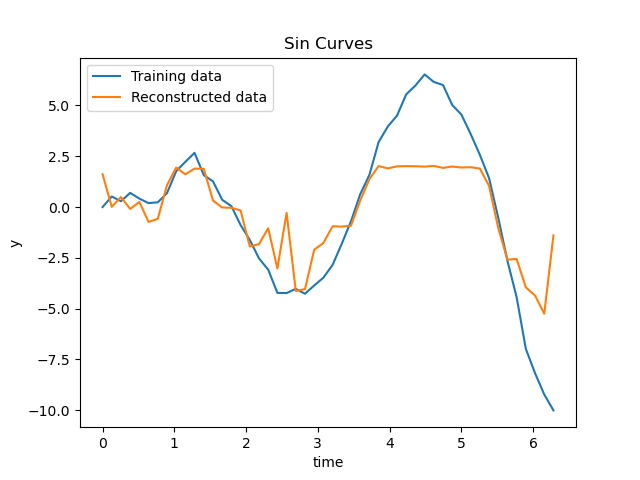 Sin Curves
Training data
Reconstructed data
5.0
2.5
0.0
−2.5
−5.0
−7.5
−10.0
y
0 1 2 3 4 5 6
time